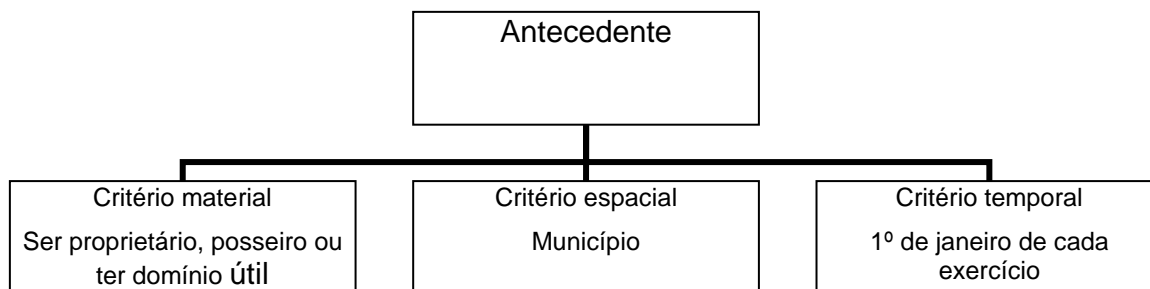 Antecedente
Critério material
Ser proprietário, posseiro ou
ter domínio útil
Critério espacial
Município
Critério temporal
1º de janeiro de cada
exercício